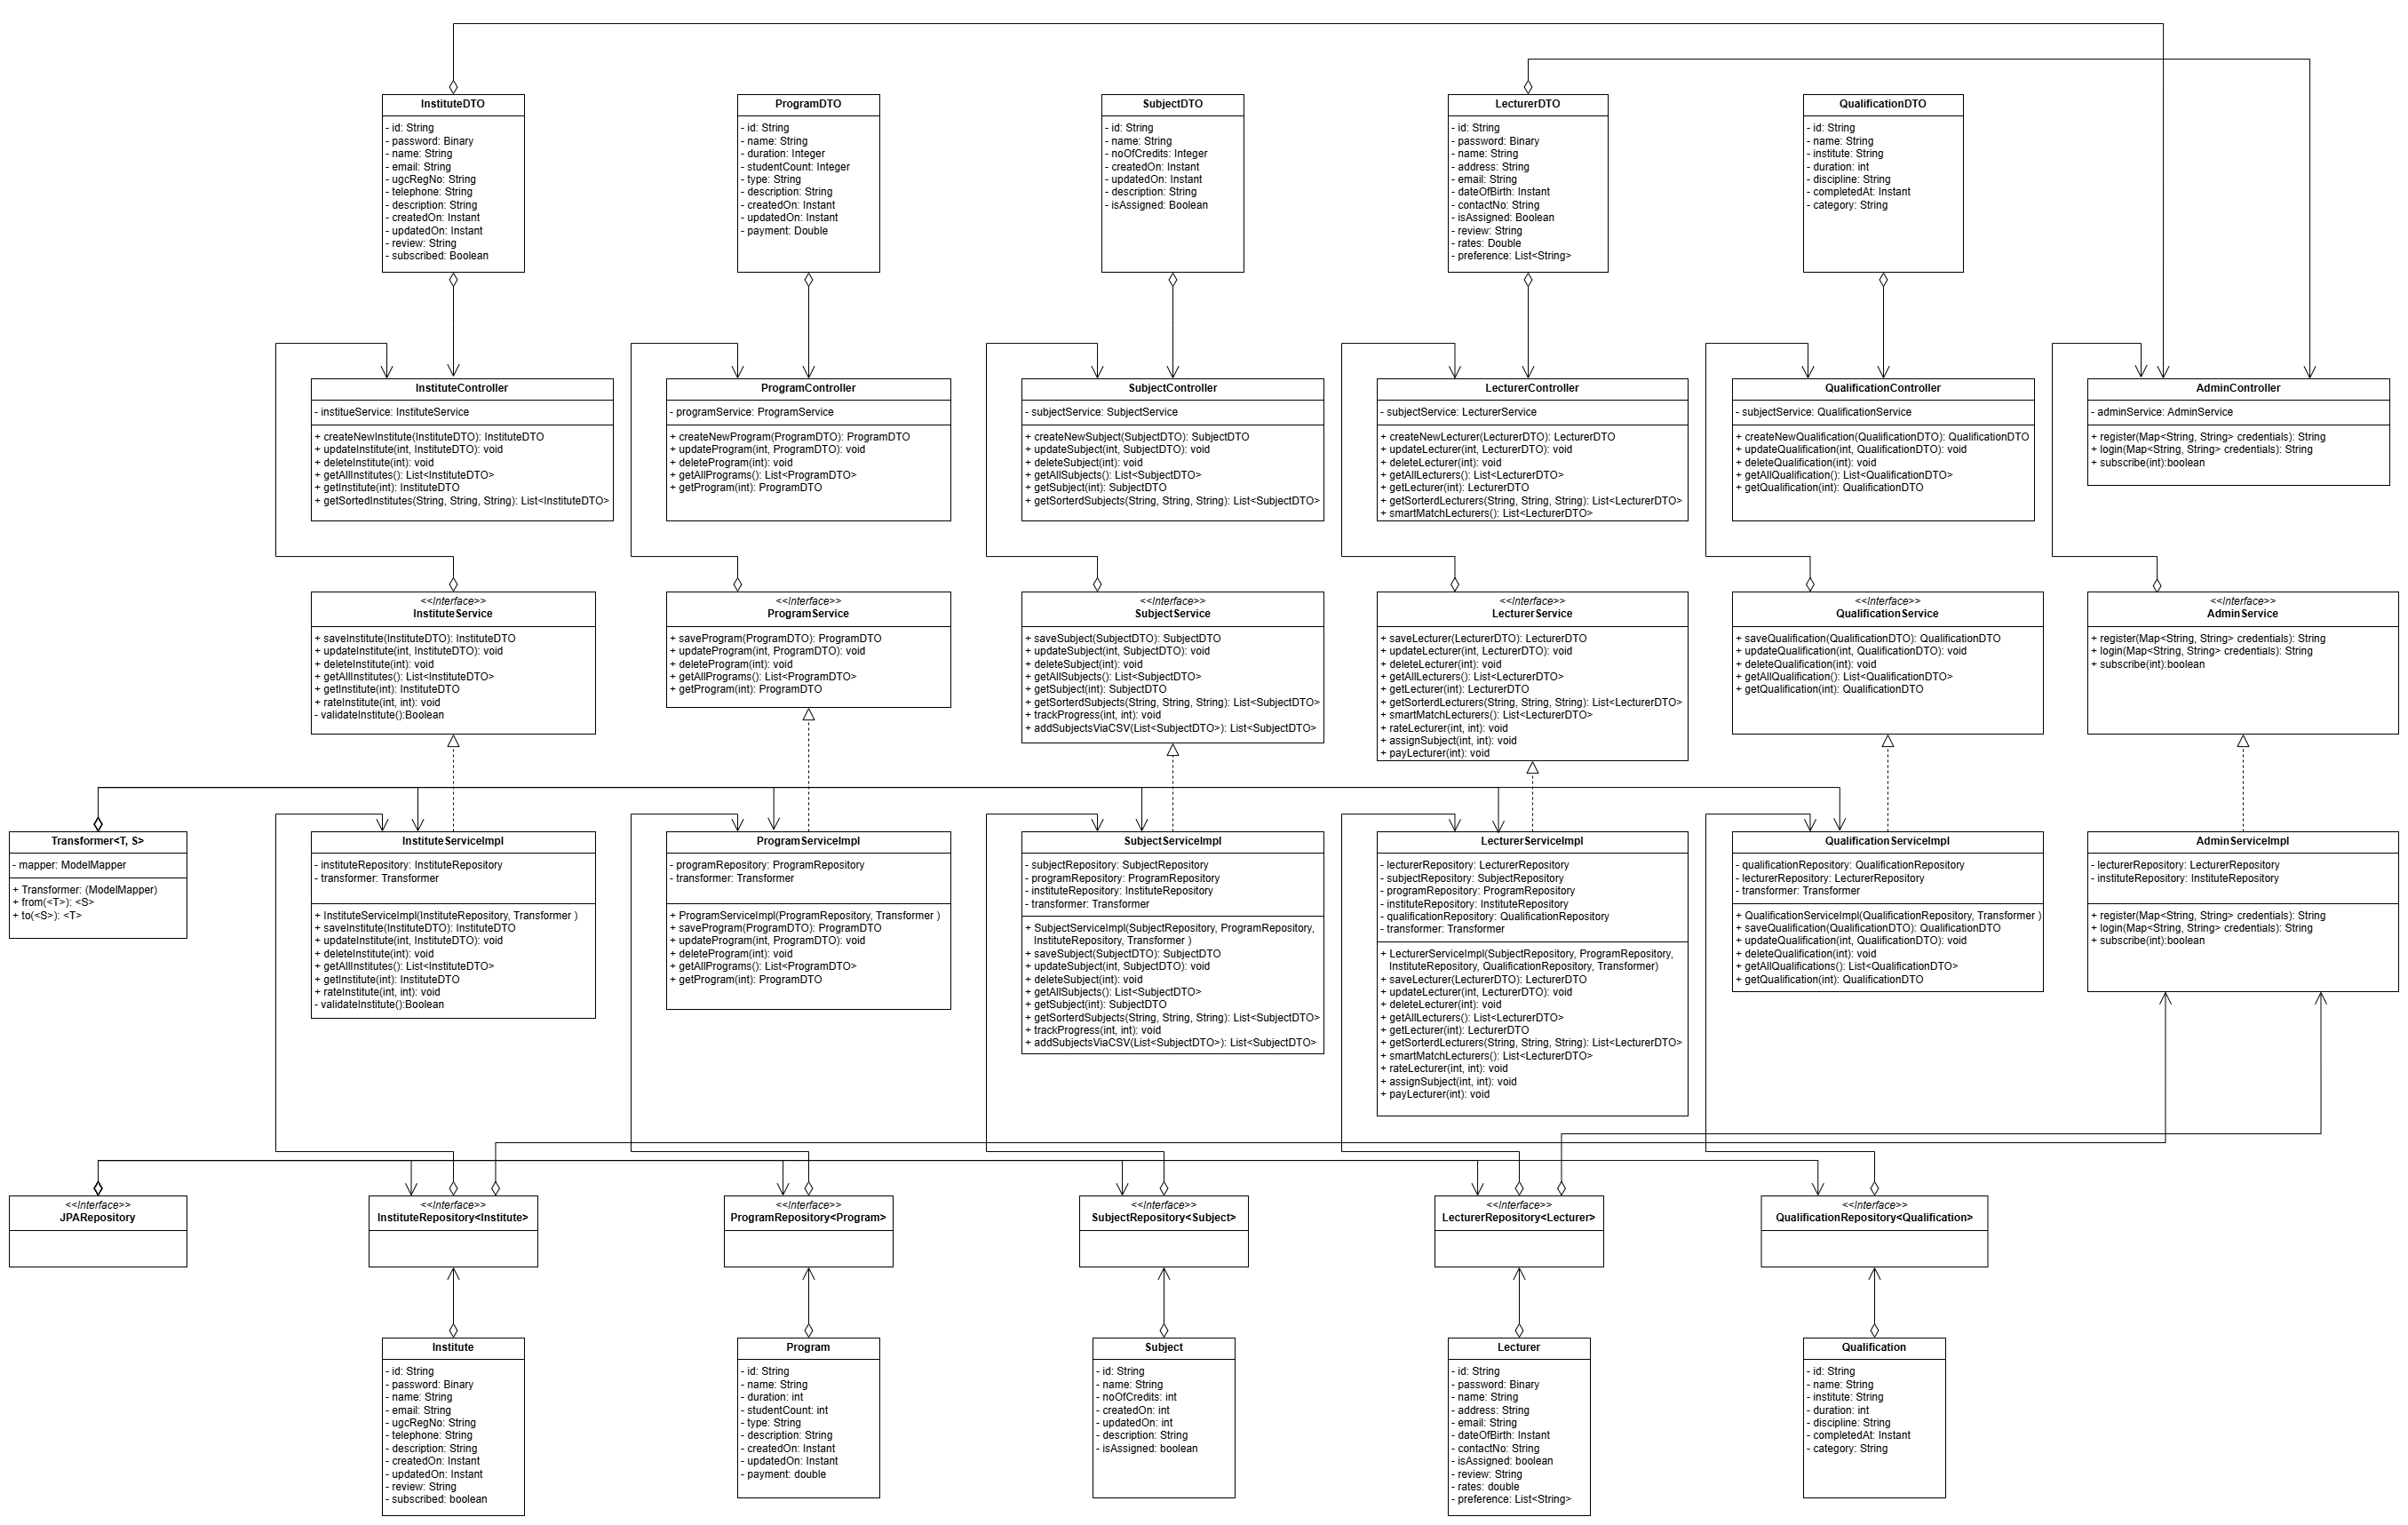 InstituteDTO
- id: String
- password: Binary
- name: String
- email: String
- ugcRegNo: String
- telephone: String
- description: String
- createdOn: Instant
- updatedOn: Instant
- review: String
- subscribed: Boolean
ProgramDTO
- id: String
- name: String
- duration: Integer
- studentCount: Integer
- type: String
- description: String
- createdOn: Instant
- updatedOn: Instant
- payment: Double
SubjectDTO
- id: String
- name: String
- noOfCredits: Integer
- createdOn: Instant
- updatedOn: Instant
- description: String
- isAssigned: Boolean
LecturerDTO
- id: String
- password: Binary
- name: String
- address: String
- email: String
- dateOfBirth: Instant
- contactNo: String
- isAssigned: Boolean
- review: String
- rates: Double
- preference: List<String>
QualificationDTO
- id: String
- name: String
- institute: String
- duration: int
- discipline: String
- completedAt: Instant
- category: String
InstituteController
- institueService: InstituteService
+ createNewInstitute(InstituteDTO): InstituteDTO
+ updateInstitute(int, InstituteDTO): void
+ deleteInstitute(int): void
+ getAllInstitutes(): List<InstituteDTO>
+ getInstitute(int): InstituteDTO
+ getSortedInstitutes(String, String, String): List<InstituteDTO>
ProgramController
- programService: ProgramService
+ createNewProgram(ProgramDTO): ProgramDTO
+ updateProgram(int, ProgramDTO): void
+ deleteProgram(int): void
+ getAllPrograms(): List<ProgramDTO>
+ getProgram(int): ProgramDTO
SubjectController
- subjectService: SubjectService
+ createNewSubject(SubjectDTO): SubjectDTO
+ updateSubject(int, SubjectDTO): void
+ deleteSubject(int): void
+ getAllSubjects(): List<SubjectDTO>
+ getSubject(int): SubjectDTO
+ getSorterdSubjects(String, String, String): List<SubjectDTO>
LecturerController
- subjectService: LecturerService
+ createNewLecturer(LecturerDTO): LecturerDTO
+ updateLecturer(int, LecturerDTO): void
+ deleteLecturer(int): void
+ getAllLecturers(): List<LecturerDTO>
+ getLecturer(int): LecturerDTO
+ getSorterdLecturers(String, String, String): List<LecturerDTO>
+ smartMatchLecturers(): List<LecturerDTO>
QualificationController
- subjectService: QualificationService
+ createNewQualification(QualificationDTO): QualificationDTO
+ updateQualification(int, QualificationDTO): void
+ deleteQualification(int): void
+ getAllQualification(): List<QualificationDTO>
+ getQualification(int): QualificationDTO
AdminController
- adminService: AdminService
+ register(Map<String, String> credentials): String
+ login(Map<String, String> credentials): String
+ subscribe(int):boolean
<<Interface>>
InstituteService
+ saveInstitute(InstituteDTO): InstituteDTO
+ updateInstitute(int, InstituteDTO): void
+ deleteInstitute(int): void
+ getAllInstitutes(): List<InstituteDTO>
+ getInstitute(int): InstituteDTO
+ rateInstitute(int, int): void
- validateInstitute():Boolean
<<Interface>>
ProgramService
+ saveProgram(ProgramDTO): ProgramDTO
+ updateProgram(int, ProgramDTO): void
+ deleteProgram(int): void
+ getAllPrograms(): List<ProgramDTO>
+ getProgram(int): ProgramDTO
<<Interface>>
SubjectService
+ saveSubject(SubjectDTO): SubjectDTO
+ updateSubject(int, SubjectDTO): void
+ deleteSubject(int): void
+ getAllSubjects(): List<SubjectDTO>
+ getSubject(int): SubjectDTO
+ getSorterdSubjects(String, String, String): List<SubjectDTO>
+ trackProgress(int, int): void
+ addSubjectsViaCSV(List<SubjectDTO>): List<SubjectDTO>
<<Interface>>
LecturerService
+ saveLecturer(LecturerDTO): LecturerDTO
+ updateLecturer(int, LecturerDTO): void
+ deleteLecturer(int): void
+ getAllLecturers(): List<LecturerDTO>
+ getLecturer(int): LecturerDTO
+ getSorterdLecturers(String, String, String): List<LecturerDTO>
+ smartMatchLecturers(): List<LecturerDTO>
+ rateLecturer(int, int): void
+ assignSubject(int, int): void
+ payLecturer(int): void
<<Interface>>
QualificationService
+ saveQualification(QualificationDTO): QualificationDTO
+ updateQualification(int, QualificationDTO): void
+ deleteQualification(int): void
+ getAllQualification(): List<QualificationDTO>
+ getQualification(int): QualificationDTO
<<Interface>>
AdminService
+ register(Map<String, String> credentials): String
+ login(Map<String, String> credentials): String
+ subscribe(int):boolean
Transformer<T, S>
- mapper: ModelMapper
+ Transformer: (ModelMapper)
+ from(<T>): <S>
+ to(<S>): <T>
InstituteServiceImpl
- instituteRepository: InstituteRepository
- transformer: Transformer
+ InstituteServiceImpl(InstituteRepository, Transformer )
+ saveInstitute(InstituteDTO): InstituteDTO
+ updateInstitute(int, InstituteDTO): void
+ deleteInstitute(int): void
+ getAllInstitutes(): List<InstituteDTO>
+ getInstitute(int): InstituteDTO
+ rateInstitute(int, int): void
- validateInstitute():Boolean
ProgramServiceImpl
- programRepository: ProgramRepository
- transformer: Transformer
+ ProgramServiceImpl(ProgramRepository, Transformer )
+ saveProgram(ProgramDTO): ProgramDTO
+ updateProgram(int, ProgramDTO): void
+ deleteProgram(int): void
+ getAllPrograms(): List<ProgramDTO>
+ getProgram(int): ProgramDTO
SubjectServiceImpl
- subjectRepository: SubjectRepository
- programRepository: ProgramRepository
- instituteRepository: InstituteRepository
- transformer: Transformer
+ SubjectServiceImpl(SubjectRepository, ProgramRepository,
InstituteRepository, Transformer )
+ saveSubject(SubjectDTO): SubjectDTO
+ updateSubject(int, SubjectDTO): void
+ deleteSubject(int): void
+ getAllSubjects(): List<SubjectDTO>
+ getSubject(int): SubjectDTO
+ getSorterdSubjects(String, String, String): List<SubjectDTO>
+ trackProgress(int, int): void
+ addSubjectsViaCSV(List<SubjectDTO>): List<SubjectDTO>
LecturerServiceImpl
- lecturerRepository: LecturerRepository
- subjectRepository: SubjectRepository
- programRepository: ProgramRepository
- instituteRepository: InstituteRepository
- qualificationRepository: QualificationRepository
- transformer: Transformer
+ LecturerServiceImpl(SubjectRepository, ProgramRepository,
InstituteRepository, QualificationRepository, Transformer)
+ saveLecturer(LecturerDTO): LecturerDTO
+ updateLecturer(int, LecturerDTO): void
+ deleteLecturer(int): void
+ getAllLecturers(): List<LecturerDTO>
+ getLecturer(int): LecturerDTO
+ getSorterdLecturers(String, String, String): List<LecturerDTO>
+ smartMatchLecturers(): List<LecturerDTO>
+ rateLecturer(int, int): void
+ assignSubject(int, int): void
+ payLecturer(int): void
QualificationServiceImpl
- qualificationRepository: QualificationRepository
- lecturerRepository: LecturerRepository
- transformer: Transformer
+ QualificationServiceImpl(QualificationRepository, Transformer )
+ saveQualification(QualificationDTO): QualificationDTO
+ updateQualification(int, QualificationDTO): void
+ deleteQualification(int): void
+ getAllQualifications(): List<QualificationDTO>
+ getQualification(int): QualificationDTO
AdminServiceImpl
- lecturerRepository: LecturerRepository
- instituteRepository: InstituteRepository
+ register(Map<String, String> credentials): String
+ login(Map<String, String> credentials): String
+ subscribe(int):boolean
<<Interface>>
JPARepository
<<Interface>>
InstituteRepository<Institute>
<<Interface>>
ProgramRepository<Program>
<<Interface>>
SubjectRepository<Subject>
<<Interface>>
LecturerRepository<Lecturer>
<<Interface>>
QualificationRepository<Qualification>
Institute
- id: String
- password: Binary
- name: String
- email: String
- ugcRegNo: String
- telephone: String
- description: String
- createdOn: Instant
- updatedOn: Instant
- review: String
- subscribed: boolean
Program
- id: String
- name: String
- duration: int
- studentCount: int
- type: String
- description: String
- createdOn: Instant
- updatedOn: Instant
- payment: double
Subject
- id: String
- name: String
- noOfCredits: int
- createdOn: int
- updatedOn: int
- description: String
- isAssigned: boolean
Lecturer
- id: String
- password: Binary
- name: String
- address: String
- email: String
- dateOfBirth: Instant
- contactNo: String
- isAssigned: boolean
- review: String
- rates: double
- preference: List<String>
Qualification
- id: String
- name: String
- institute: String
- duration: int
- discipline: String
- completedAt: Instant
- category: String